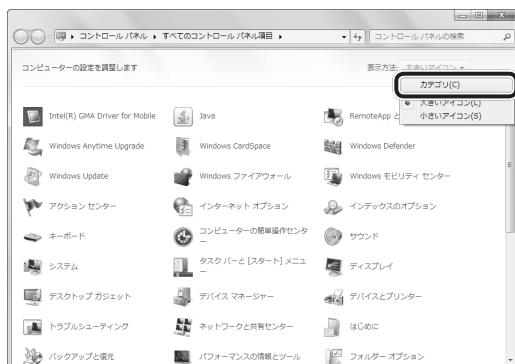 コントロール パネル ▸ すべてのコントロール パネル項目 ▸
コントロール パネルの検索
コンピューターの設定を調整します
表示方法: 大きいアイコン
カテゴリ(C)
大きいアイコン(L)
小さいアイコン(S)
Intel(R) GMA Driver for Mobile
Java
RemoteApp と
Windows Anytime Upgrade
Windows CardSpace
Windows Defender
Windows Update
Windows ファイアウォール
Windows モビリティ センター
アクション センター
インターネット オプション
インデックスのオプション
キーボード
コンピューターの簡単操作センタ
ー
サウンド
システム
タスク バーと [スタート] メニュ
ー
ディスプレイ
デスクトップ ガジェット
デバイス マネージャー
デバイスとプリンター
トラブルシューティング
ネットワークと共有センター
はじめに
バックアップと復元
パフォーマンスの情報とツール
フォルダー オプション